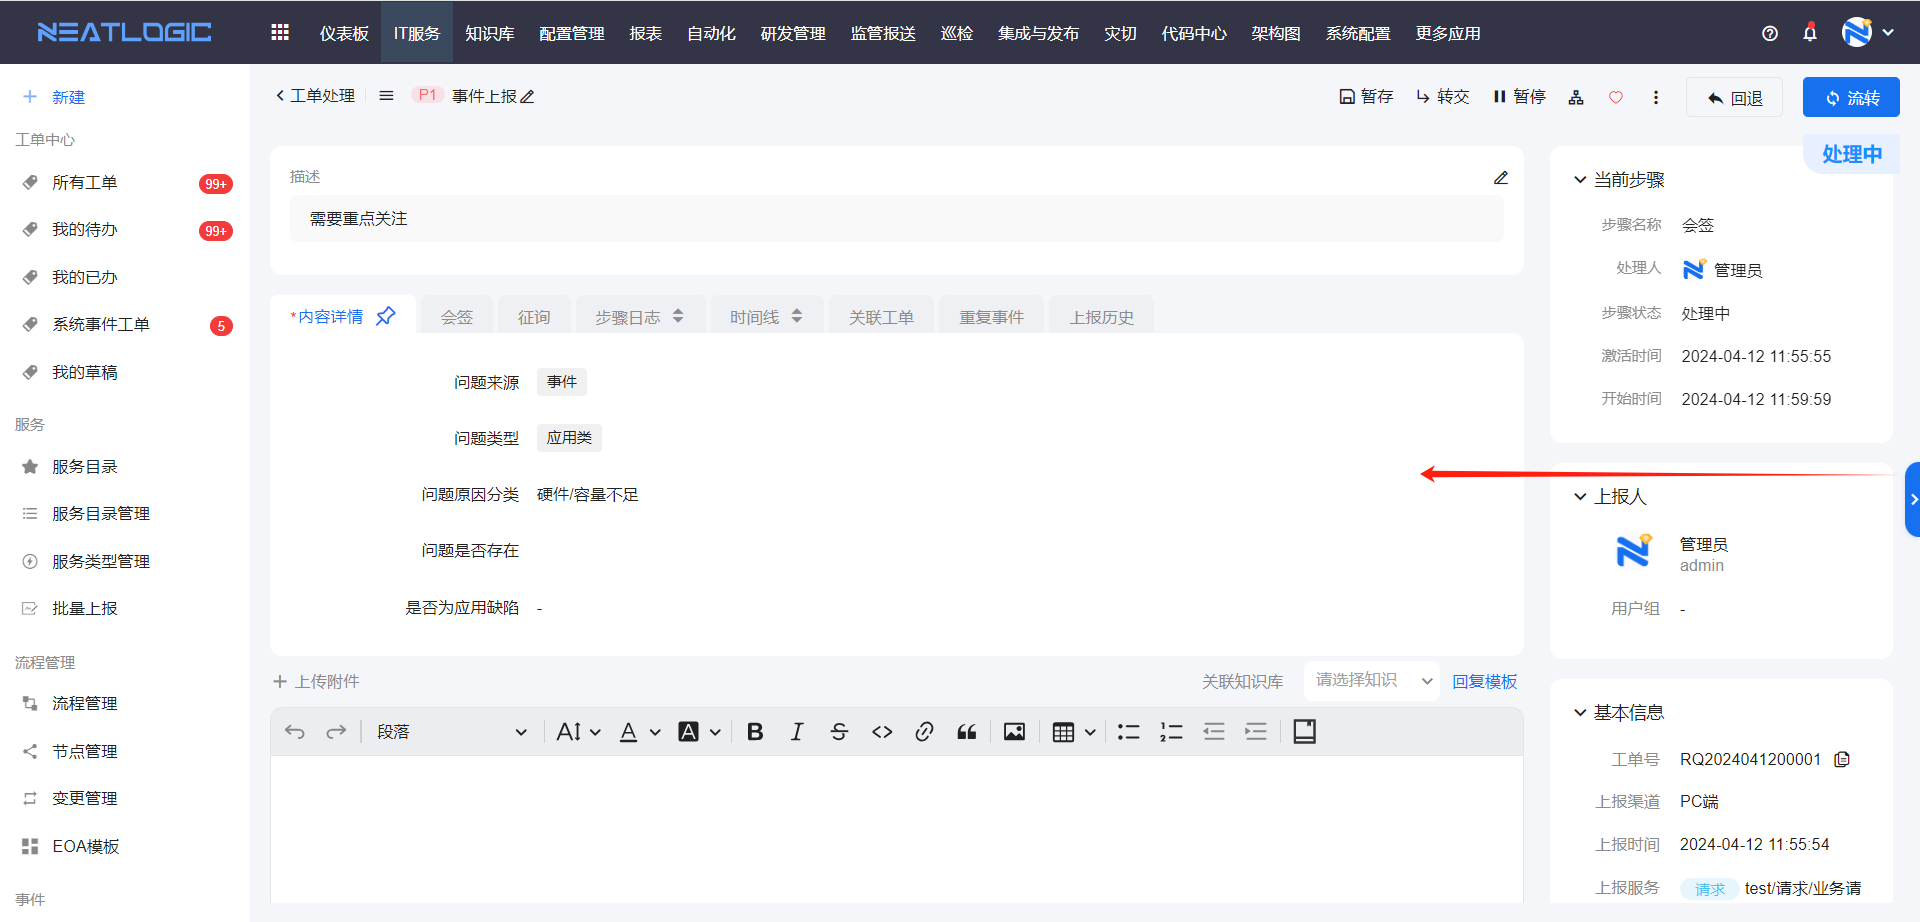 NEATLOGIC
仪表板 IT服务 知识库 配置管理 报表 自动化 研发管理 监管报送 巡检 集成与发布 灾切 代码中心 架构图 系统配置 更多应用
新建
工单中心
所有工单 99+
我的待办 99+
我的已办
系统事件工单 5
我的草稿
服务
服务目录
服务目录管理
服务类型管理
批量上报
流程管理
流程管理
节点管理
变更管理
EOA模板
事件
工单处理 P1 事件上报
暂存 转交 暂停 回退 流转
描述
需要重点关注
*内容详情 会签 征询 步骤日志 时间线 关联工单 重复事件 上报历史
问题来源 事件
问题类型 应用类
问题原因分类 硬件/容量不足
问题是否存在
是否为应用缺陷 -
上传附件 关联知识库 请选择知识 回复模板
段落
处理中
当前步骤
步骤名称 会签
处理人 管理员
步骤状态 处理中
激活时间 2024-04-12 11:55:55
开始时间 2024-04-12 11:59:59
上报人
管理员
admin
用户组 -
基本信息
工单号 RQ2024041200001
上报渠道 PC端
上报时间 2024-04-12 11:55:54
上报服务 请求 test/请求/业务请